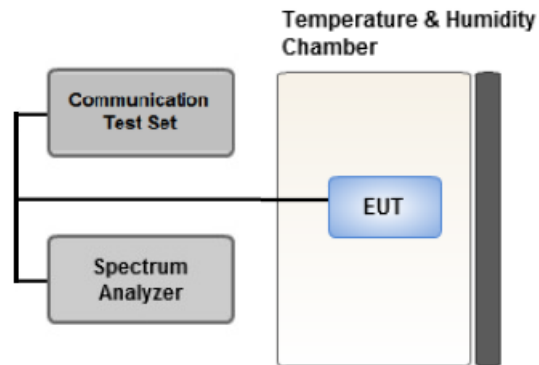 Temperature & Humidity
Chamber
Communication
Test Set
EUT
Spectrum
Analyzer